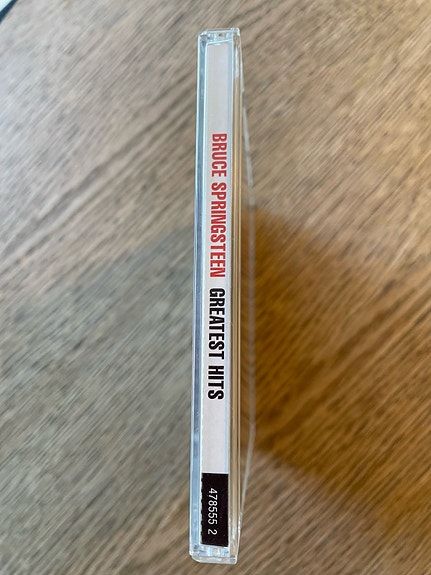 BRUCE SPRINGSTEEN GREATEST HITS
478555 2